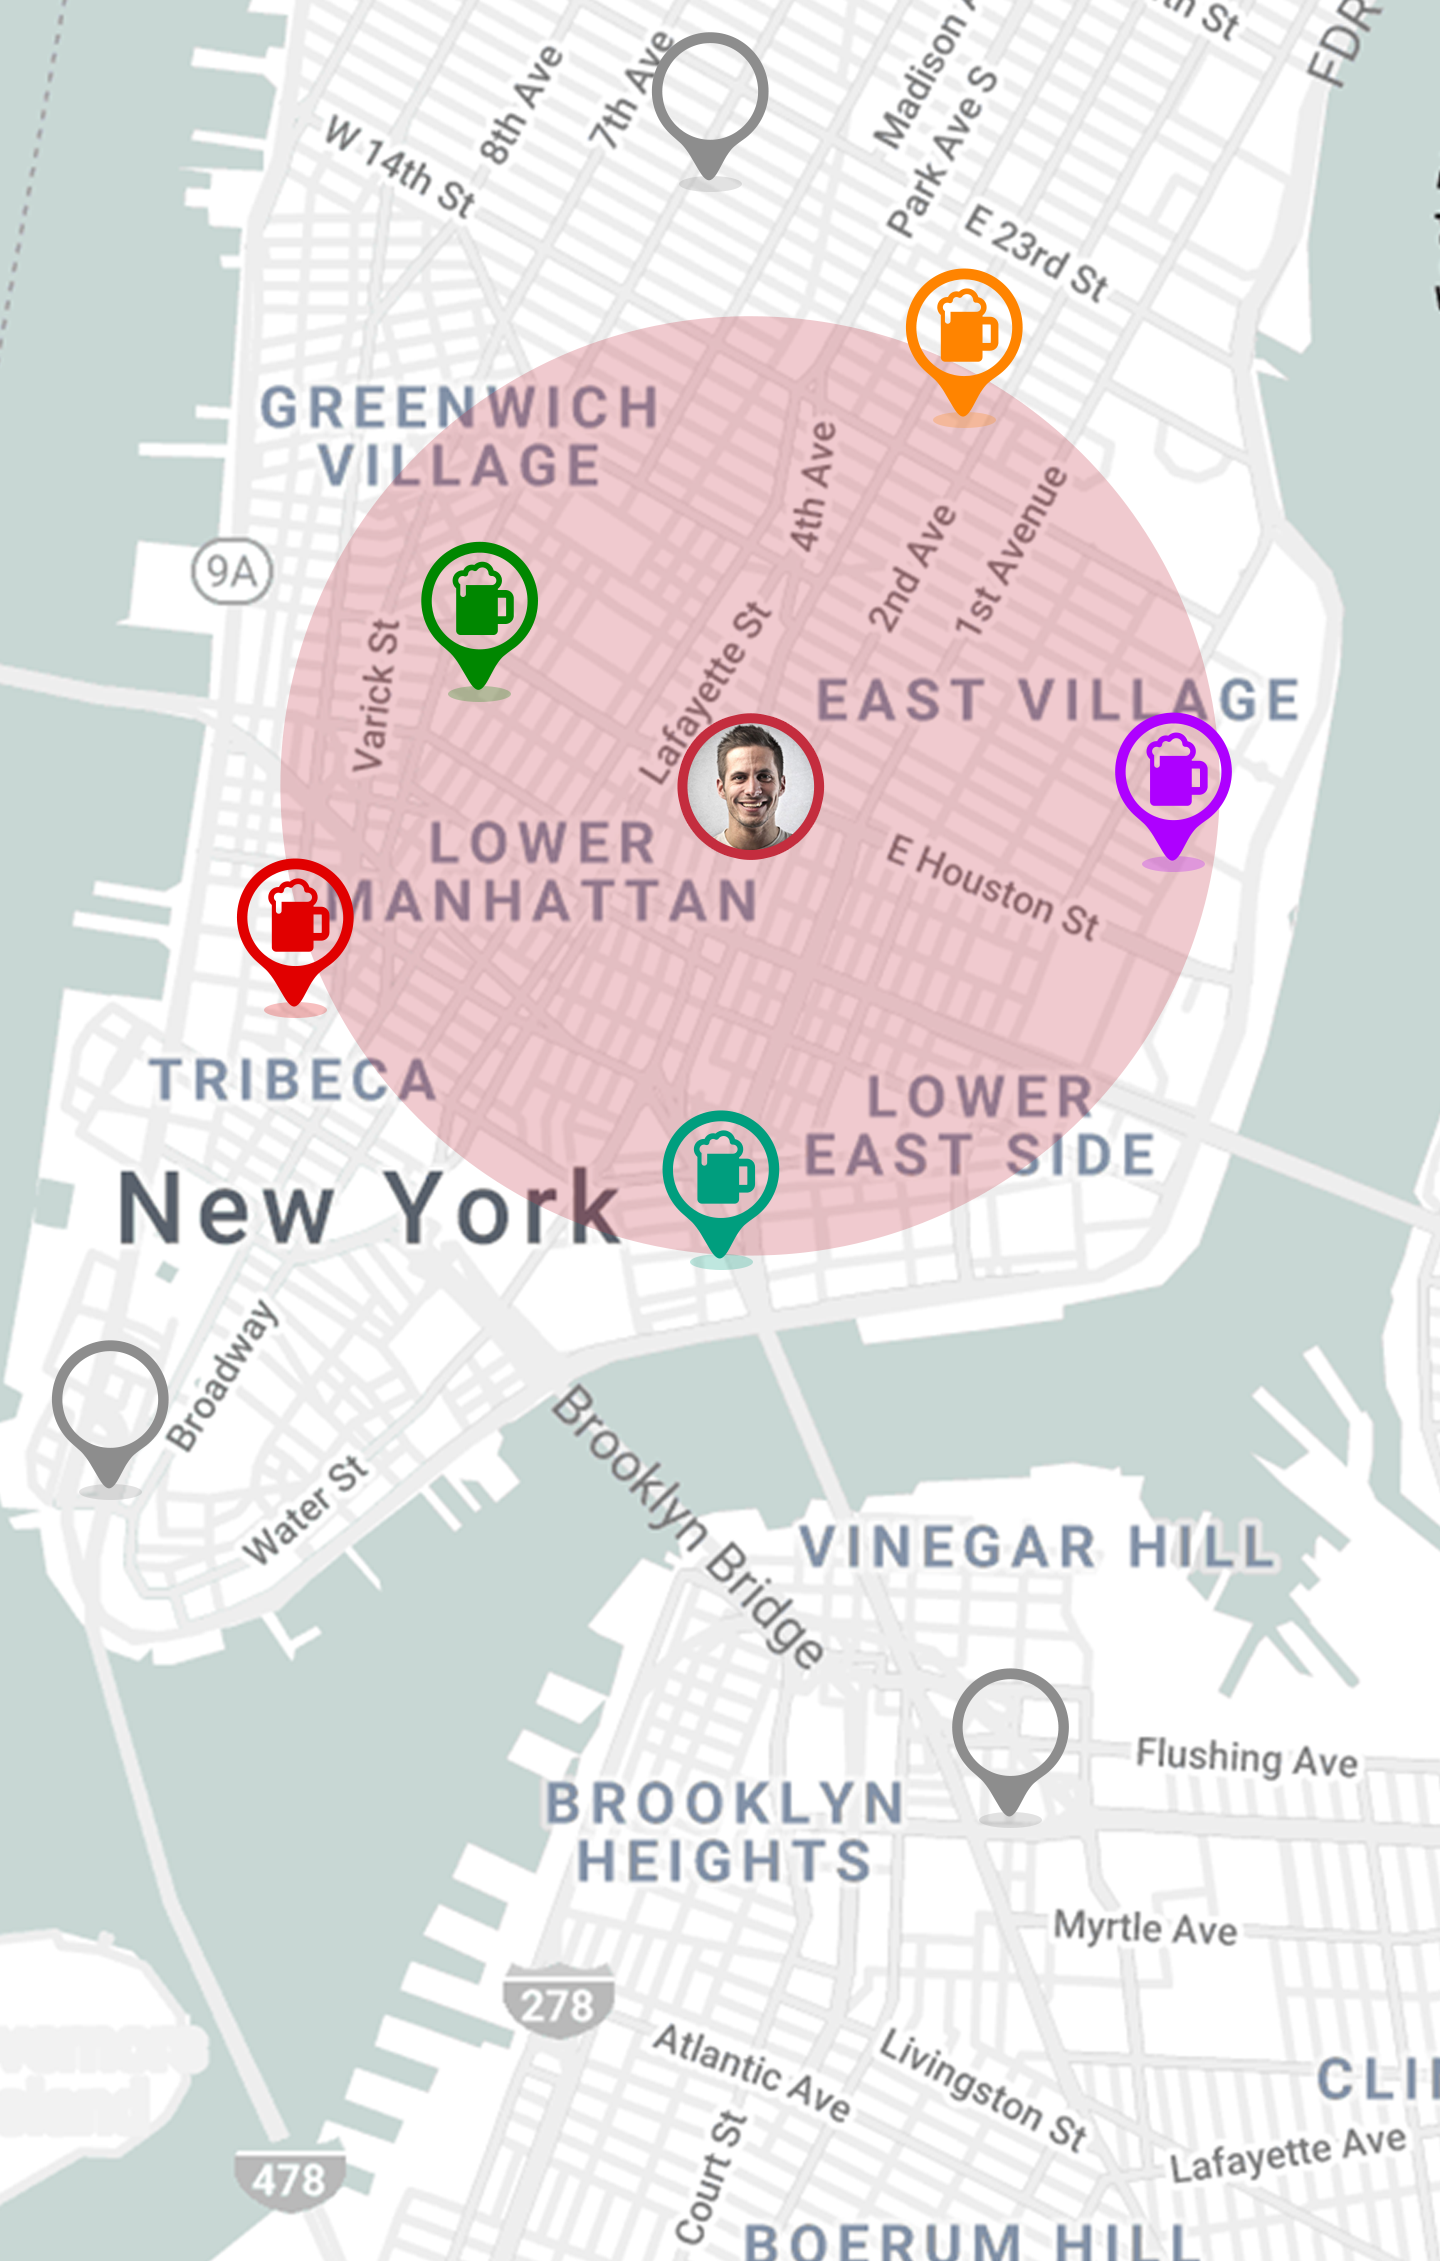 FDR
8th Ave
7th Ave
Madison A
Park Ave S
W 14th St
E 23rd St
GREENWICH
VILLAGE
4th Ave
2nd Ave
1st Avenue
9A
Varick St
Lafayette St
EAST VILLAGE
LOWER
MANHATTAN
E Houston St
TRIBECA
LOWER
EAST SIDE
New York
Broadway
Water St
Brooklyn Bridge
VINEGAR HILL
Flushing Ave
BROOKLYN
HEIGHTS
Myrtle Ave
278
Atlantic Ave
Livingston St
CLI
Court St
Lafayette Ave
478
BOERUM HILL